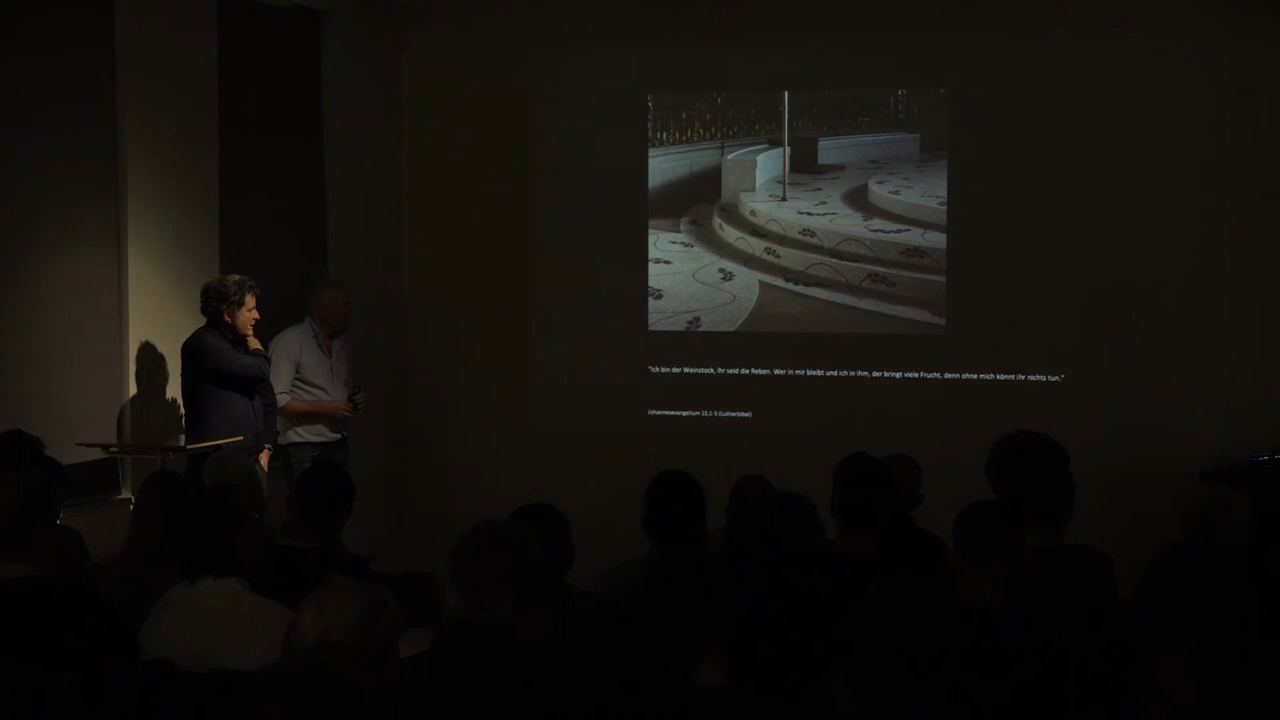 "Ich bin der Weinstock, ihr seid die Reben. Wer in mir bleibt und ich in ihm, der bringt viele Frucht, denn ohne mich könnt ihr nichts tun."
Johannesevangelium 15,1-5 (Lutherbibel)